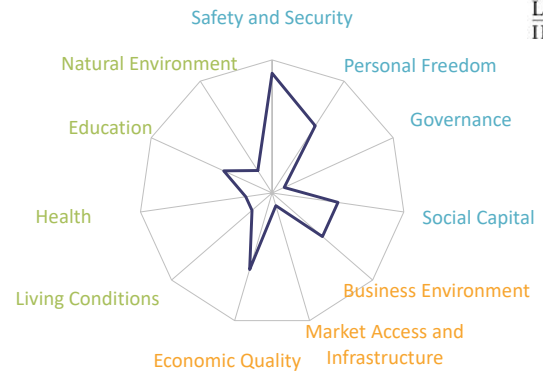 Safety and Security
Natural Environment
Personal Freedom
Education
Governance
Health
Social Capital
Living Conditions
Business Environment
Economic Quality
Market Access and
Infrastructure